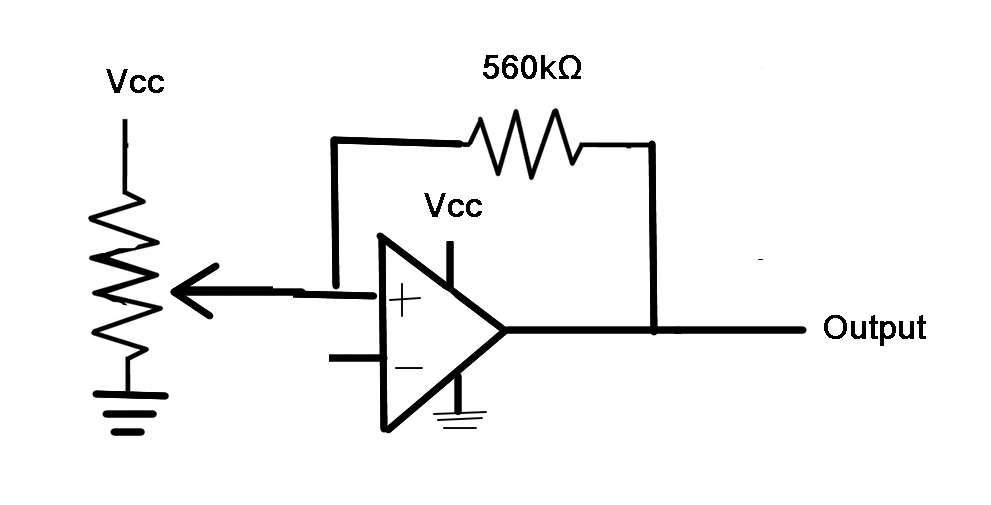 560kΩ
Vcc
Vcc
+
−
Output